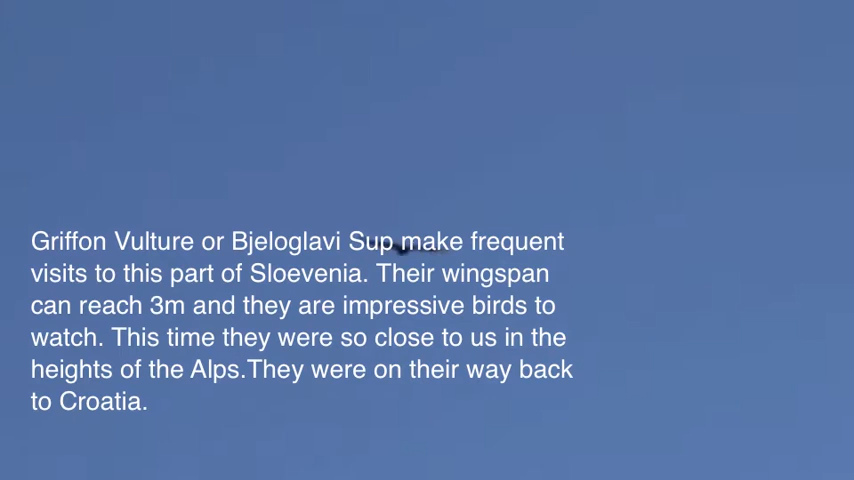 Griffon Vulture or Bjeloglavi Sup make frequent
visits to this part of Sloevenia. Their wingspan
can reach 3m and they are impressive birds to
watch. This time they were so close to us in the
heights of the Alps.They were on their way back
to Croatia.